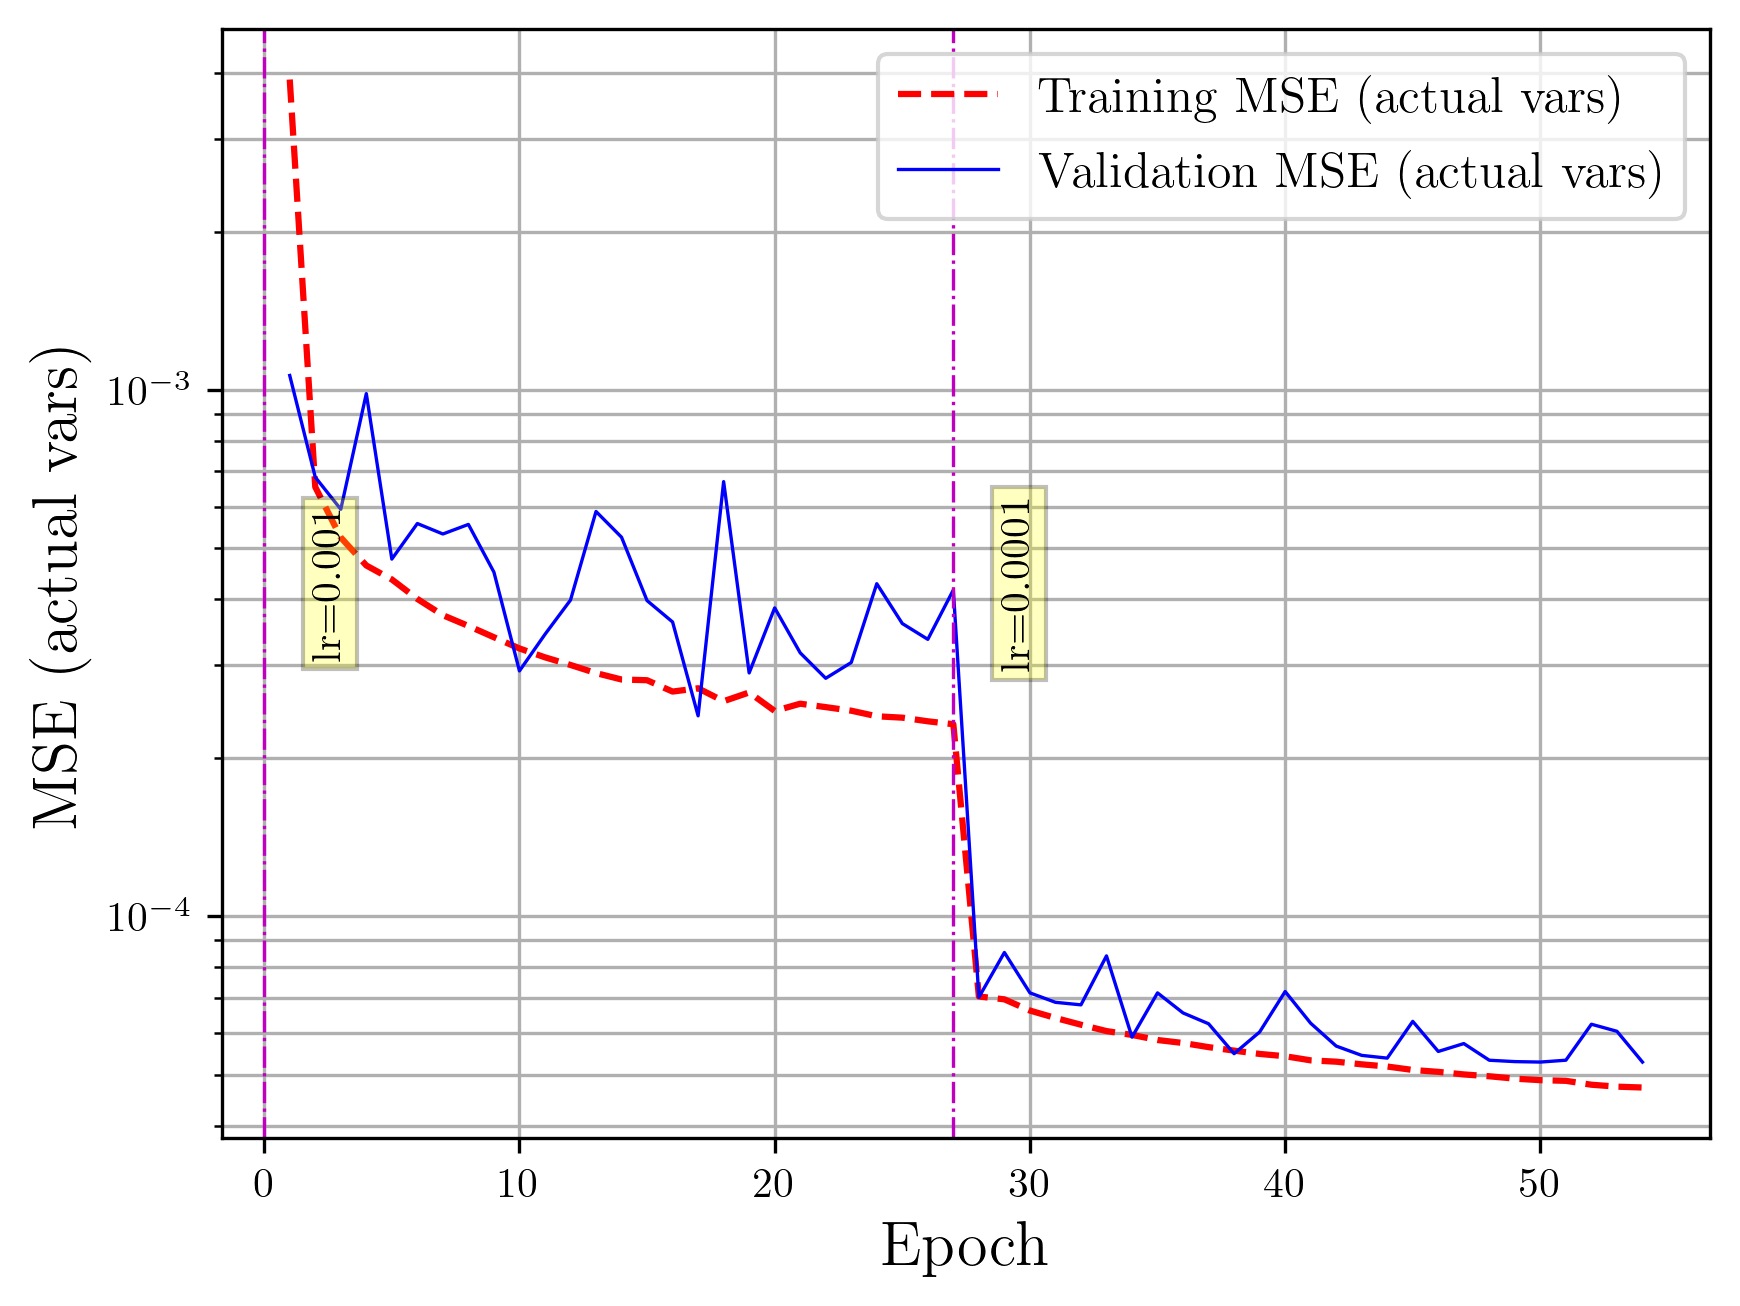 Training MSE (actual vars)
Validation MSE (actual vars)
MSE (actual vars)
10⁻³
10⁻⁴
lr=0.001
lr=0.0001
0 10 20 30 40 50
Epoch